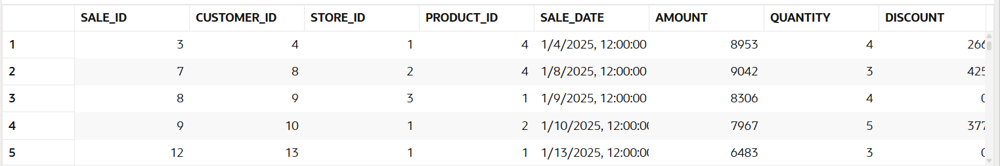 SALE_ID CUSTOMER_ID STORE_ID PRODUCT_ID SALE_DATE AMOUNT QUANTITY DISCOUNT
1 3 4 1 4 1/4/2025, 12:00:00 8953 4 266
2 7 8 2 4 1/8/2025, 12:00:00 9042 3 425
3 8 9 3 1 1/9/2025, 12:00:00 8306 4 0
4 9 10 1 2 1/10/2025, 12:00:00 7967 5 377
5 12 13 1 1 1/13/2025, 12:00:00 6483 3 0